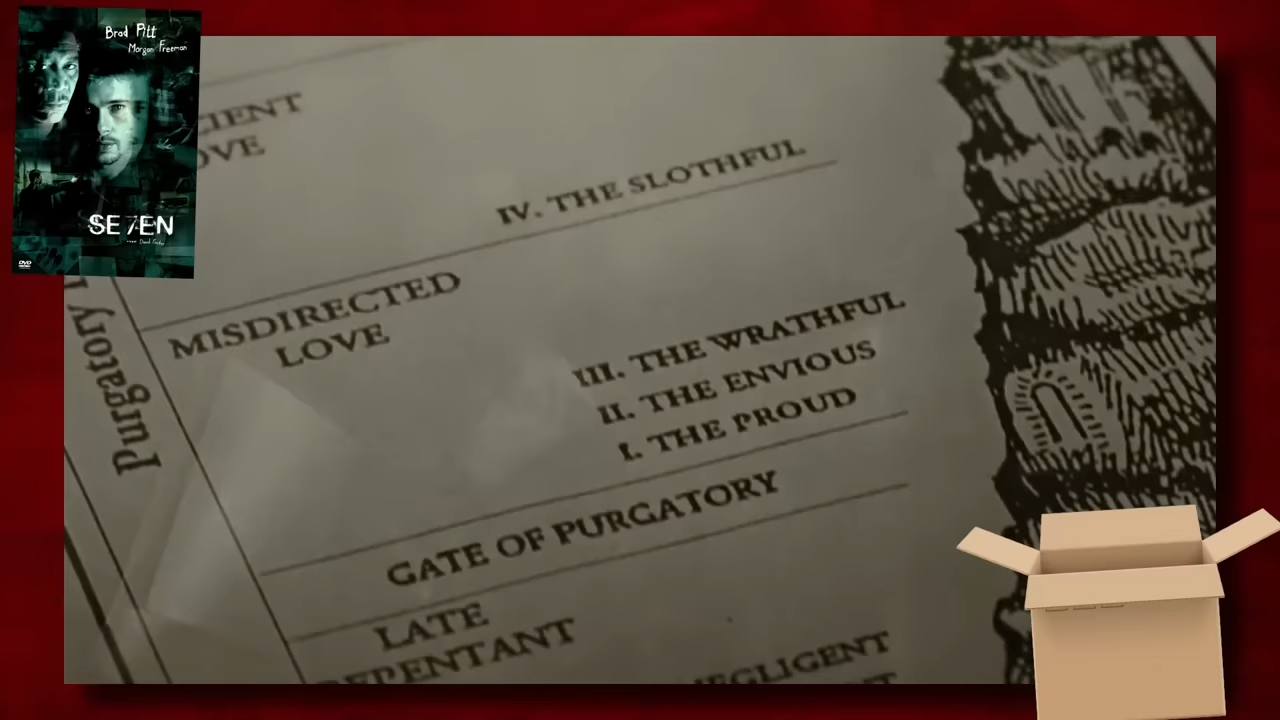 Brad Pitt
Morgan Freeman
SE7EN
DVD
IV. THE SLOTHFUL
MISDIRECTED
LOVE
III. THE WRATHFUL
II. THE ENVIOUS
I. THE PROUD
Purgatory
GATE OF PURGATORY
LATE